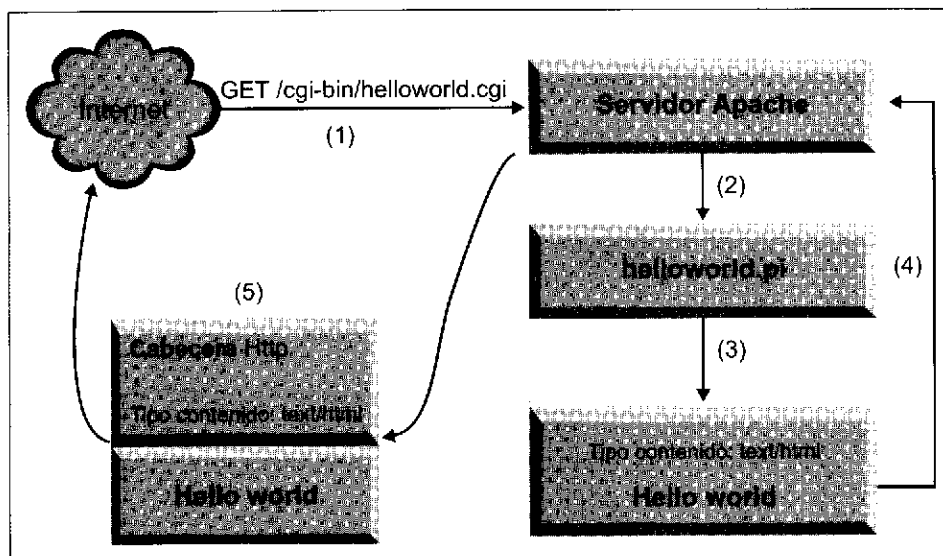 Internet
GET /cgi-bin/helloworld.cgi
(1)
Servidor Apache
(2)
helloworld.pl
(4)
(3)
(5)
Cabecera Http
Tipo contenido: text/html
Hello world
Tipo contenido: text/html
Hello world